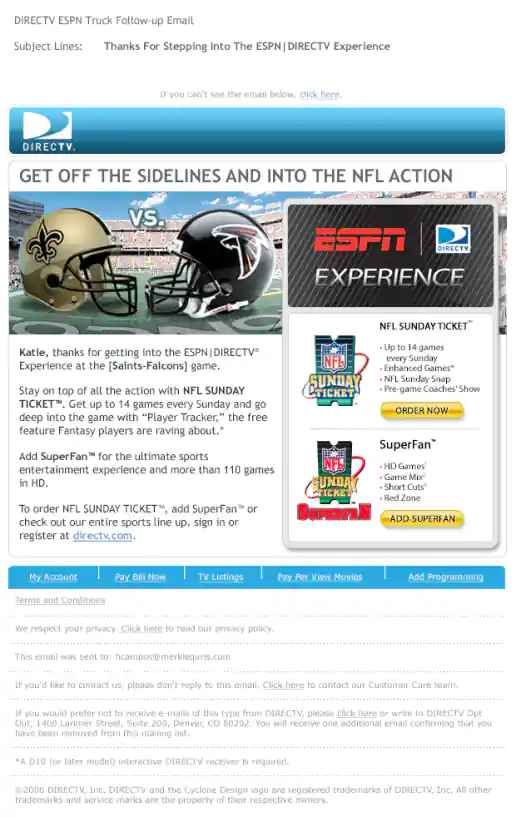 DIRECTV ESPN Truck Follow-up Email
Subject Lines: Thanks For Stepping Into The ESPN|DIRECTV Experience
If you can't see the email below, click here.
DIRECTV.
GET OFF THE SIDELINES AND INTO THE NFL ACTION
VS.
ESPN | DIRECTV
EXPERIENCE
Katie, thanks for getting into the ESPN|DIRECTV®
Experience at the [Saints-Falcons] game.
Stay on top of all the action with NFL SUNDAY
TICKET™. Get up to 14 games every Sunday and go
deep into the game with "Player Tracker," the free
feature Fantasy players are raving about.*
Add SuperFan™ for the ultimate sports
entertainment experience and more than 110 games
in HD.
To order NFL SUNDAY TICKET™, add SuperFan™ or
check out our entire sports line up, sign in or
register at directv.com.
NFL SUNDAY TICKET™
NFL
SUNDAY
TICKET
• Up to 14 games
every Sunday
• Enhanced Games*
• NFL Sunday Snap
• Pre-game Coaches' Show
ORDER NOW
SuperFan™
NFL
SUNDAY
TICKET
SUPERFAN
• HD Games†
• Game Mix‡
• Short Cuts†
• Red Zone
ADD SUPERFAN
My Account | Pay Bill Now | TV Listings | Pay Per View Movies | Add Programming
Terms and Conditions
We respect your privacy. Click here to read our privacy policy.
This email was sent to: hcampos@merklequris.com
If you'd like to contact us, please don't reply to this email. Click here to contact our Customer Care team.
If you would prefer not to receive e-mails of this type from DIRECTV, please click here or write to DIRECTV Opt
Out, 1400 Larimer Street, Suite 200, Denver, CO 80202. You will receive one additional email confirming that you
have been removed from this mailing list.
*A D10 (or later model) interactive DIRECTV receiver is required.
©2006 DIRECTV, Inc. DIRECTV and the Cyclone Design logo are registered trademarks of DIRECTV, Inc. All other
trademarks and service marks are the property of their respective owners.